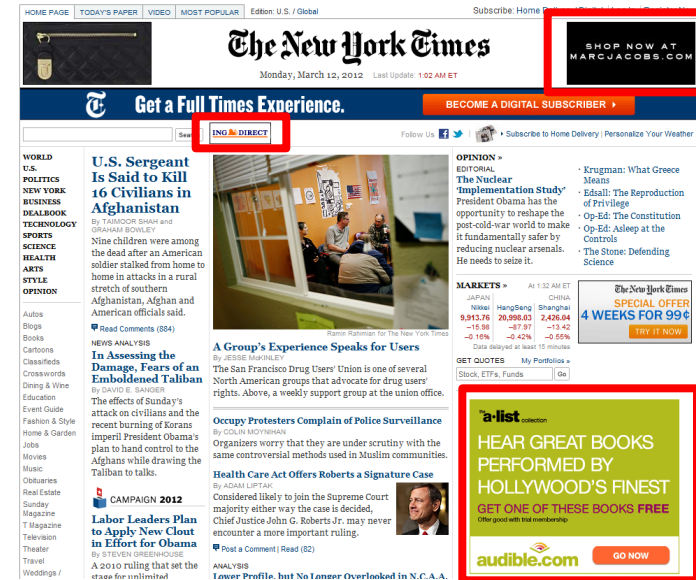 HOME PAGE
TODAY'S PAPER
VIDEO
MOST POPULAR
Edition: U.S. / Global
Subscribe: Home
The New York Times
Monday, March 12, 2012 Last Update: 1:02 AM ET
SHOP NOW AT
MARCJACOBS.COM
Get a Full Times Experience.
BECOME A DIGITAL SUBSCRIBER
ING DIRECT
Follow Us
Subscribe to Home Delivery | Personalize Your Weather
WORLD
U.S.
POLITICS
NEW YORK
BUSINESS
DEALBOOK
TECHNOLOGY
SPORTS
SCIENCE
HEALTH
ARTS
STYLE
OPINION
Autos
Blogs
Books
Cartoons
Classifieds
Crosswords
Dining & Wine
Education
Event Guide
Fashion & Style
Home & Garden
Jobs
Movies
Music
Obituaries
Real Estate
Sunday
Magazine
T Magazine
Television
Theater
Travel
Weddings /
U.S. Sergeant
Is Said to Kill
16 Civilians in
Afghanistan
By TAIMOOR SHAH and
GRAHAM BOWLEY
Nine children were among
the dead after an American
soldier stalked from home to
home in attacks in a rural
stretch of southern
Afghanistan, Afghan and
American officials said.
Read Comments (884)
NEWS ANALYSIS
In Assessing the
Damage, Fears of an
Emboldened Taliban
By DAVID E. SANGER
The effects of Sunday's
attack on civilians and the
recent burning of Korans
imperil President Obama's
plan to hand control to the
Afghans while drawing the
Taliban to talks.
CAMPAIGN 2012
Labor Leaders Plan
to Apply New Clout
in Effort for Obama
By STEVEN GREENHOUSE
A 2010 ruling that set the
stage for unlimited
Ramin Rahimian for The New York Times
A Group's Experience Speaks for Users
By JESSE McKINLEY
The San Francisco Drug Users' Union is one of several
North American groups that advocate for drug users'
rights. Above, a weekly support group at the union office.
Occupy Protesters Complain of Police Surveillance
By COLIN MOYNIHAN
Organizers worry that they are under scrutiny with the
same controversial methods used in Muslim communities.
Health Care Act Offers Roberts a Signature Case
By ADAM LIPTAK
Considered likely to join the Supreme Court
majority either way the case is decided,
Chief Justice John G. Roberts Jr. may never
encounter a more important ruling.
Post a Comment | Read (82)
ANALYSIS
Lower Profile, but No Longer Overlooked in N.C.A.A.
OPINION »
EDITORIAL
The Nuclear
'Implementation Study'
President Obama has the
opportunity to reshape the
post-cold-war world to make
it fundamentally safer by
reducing nuclear arsenals.
He needs to seize it.
· Krugman: What Greece
Means
· Edsall: The Reproduction
of Privilege
· Op-Ed: The Constitution
· Op-Ed: Asleep at the
Controls
· The Stone: Defending
Science
MARKETS » At 1:32 AM ET
JAPAN CHINA
Nikkei HangSeng Shanghai
9,913.76 20,998.03 2,426.04
−15.98 −87.97 −13.42
−0.16% −0.42% −0.55%
Data delayed at least 15 minutes
GET QUOTES My Portfolios »
Stock, ETFs, Funds Go
The New York Times
SPECIAL OFFER
4 WEEKS FOR 99¢
TRY IT NOW
the a·list collection
HEAR GREAT BOOKS
PERFORMED BY
HOLLYWOOD'S FINEST
GET ONE OF THESE BOOKS FREE
Offer good with trial membership
audible.com
GO NOW